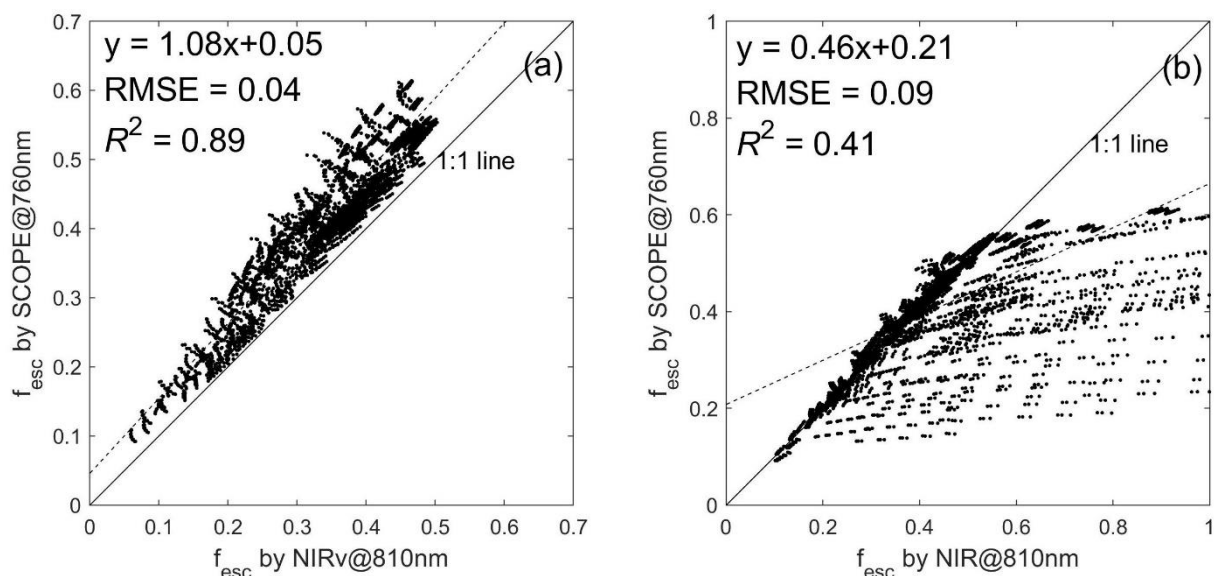 y = 1.08x+0.05
RMSE = 0.04
R² = 0.89
(a)
1:1 line
0.7
0.6
0.5
0.4
0.3
0.2
0.1
0
0 0.1 0.2 0.3 0.4 0.5 0.6 0.7
f_esc by SCOPE@760nm
f_esc by NIRv@810nm
y = 0.46x+0.21
RMSE = 0.09
R² = 0.41
(b)
1:1 line
1
0.8
0.6
0.4
0.2
0
0 0.2 0.4 0.6 0.8 1
f_esc by SCOPE@760nm
f_esc by NIR@810nm